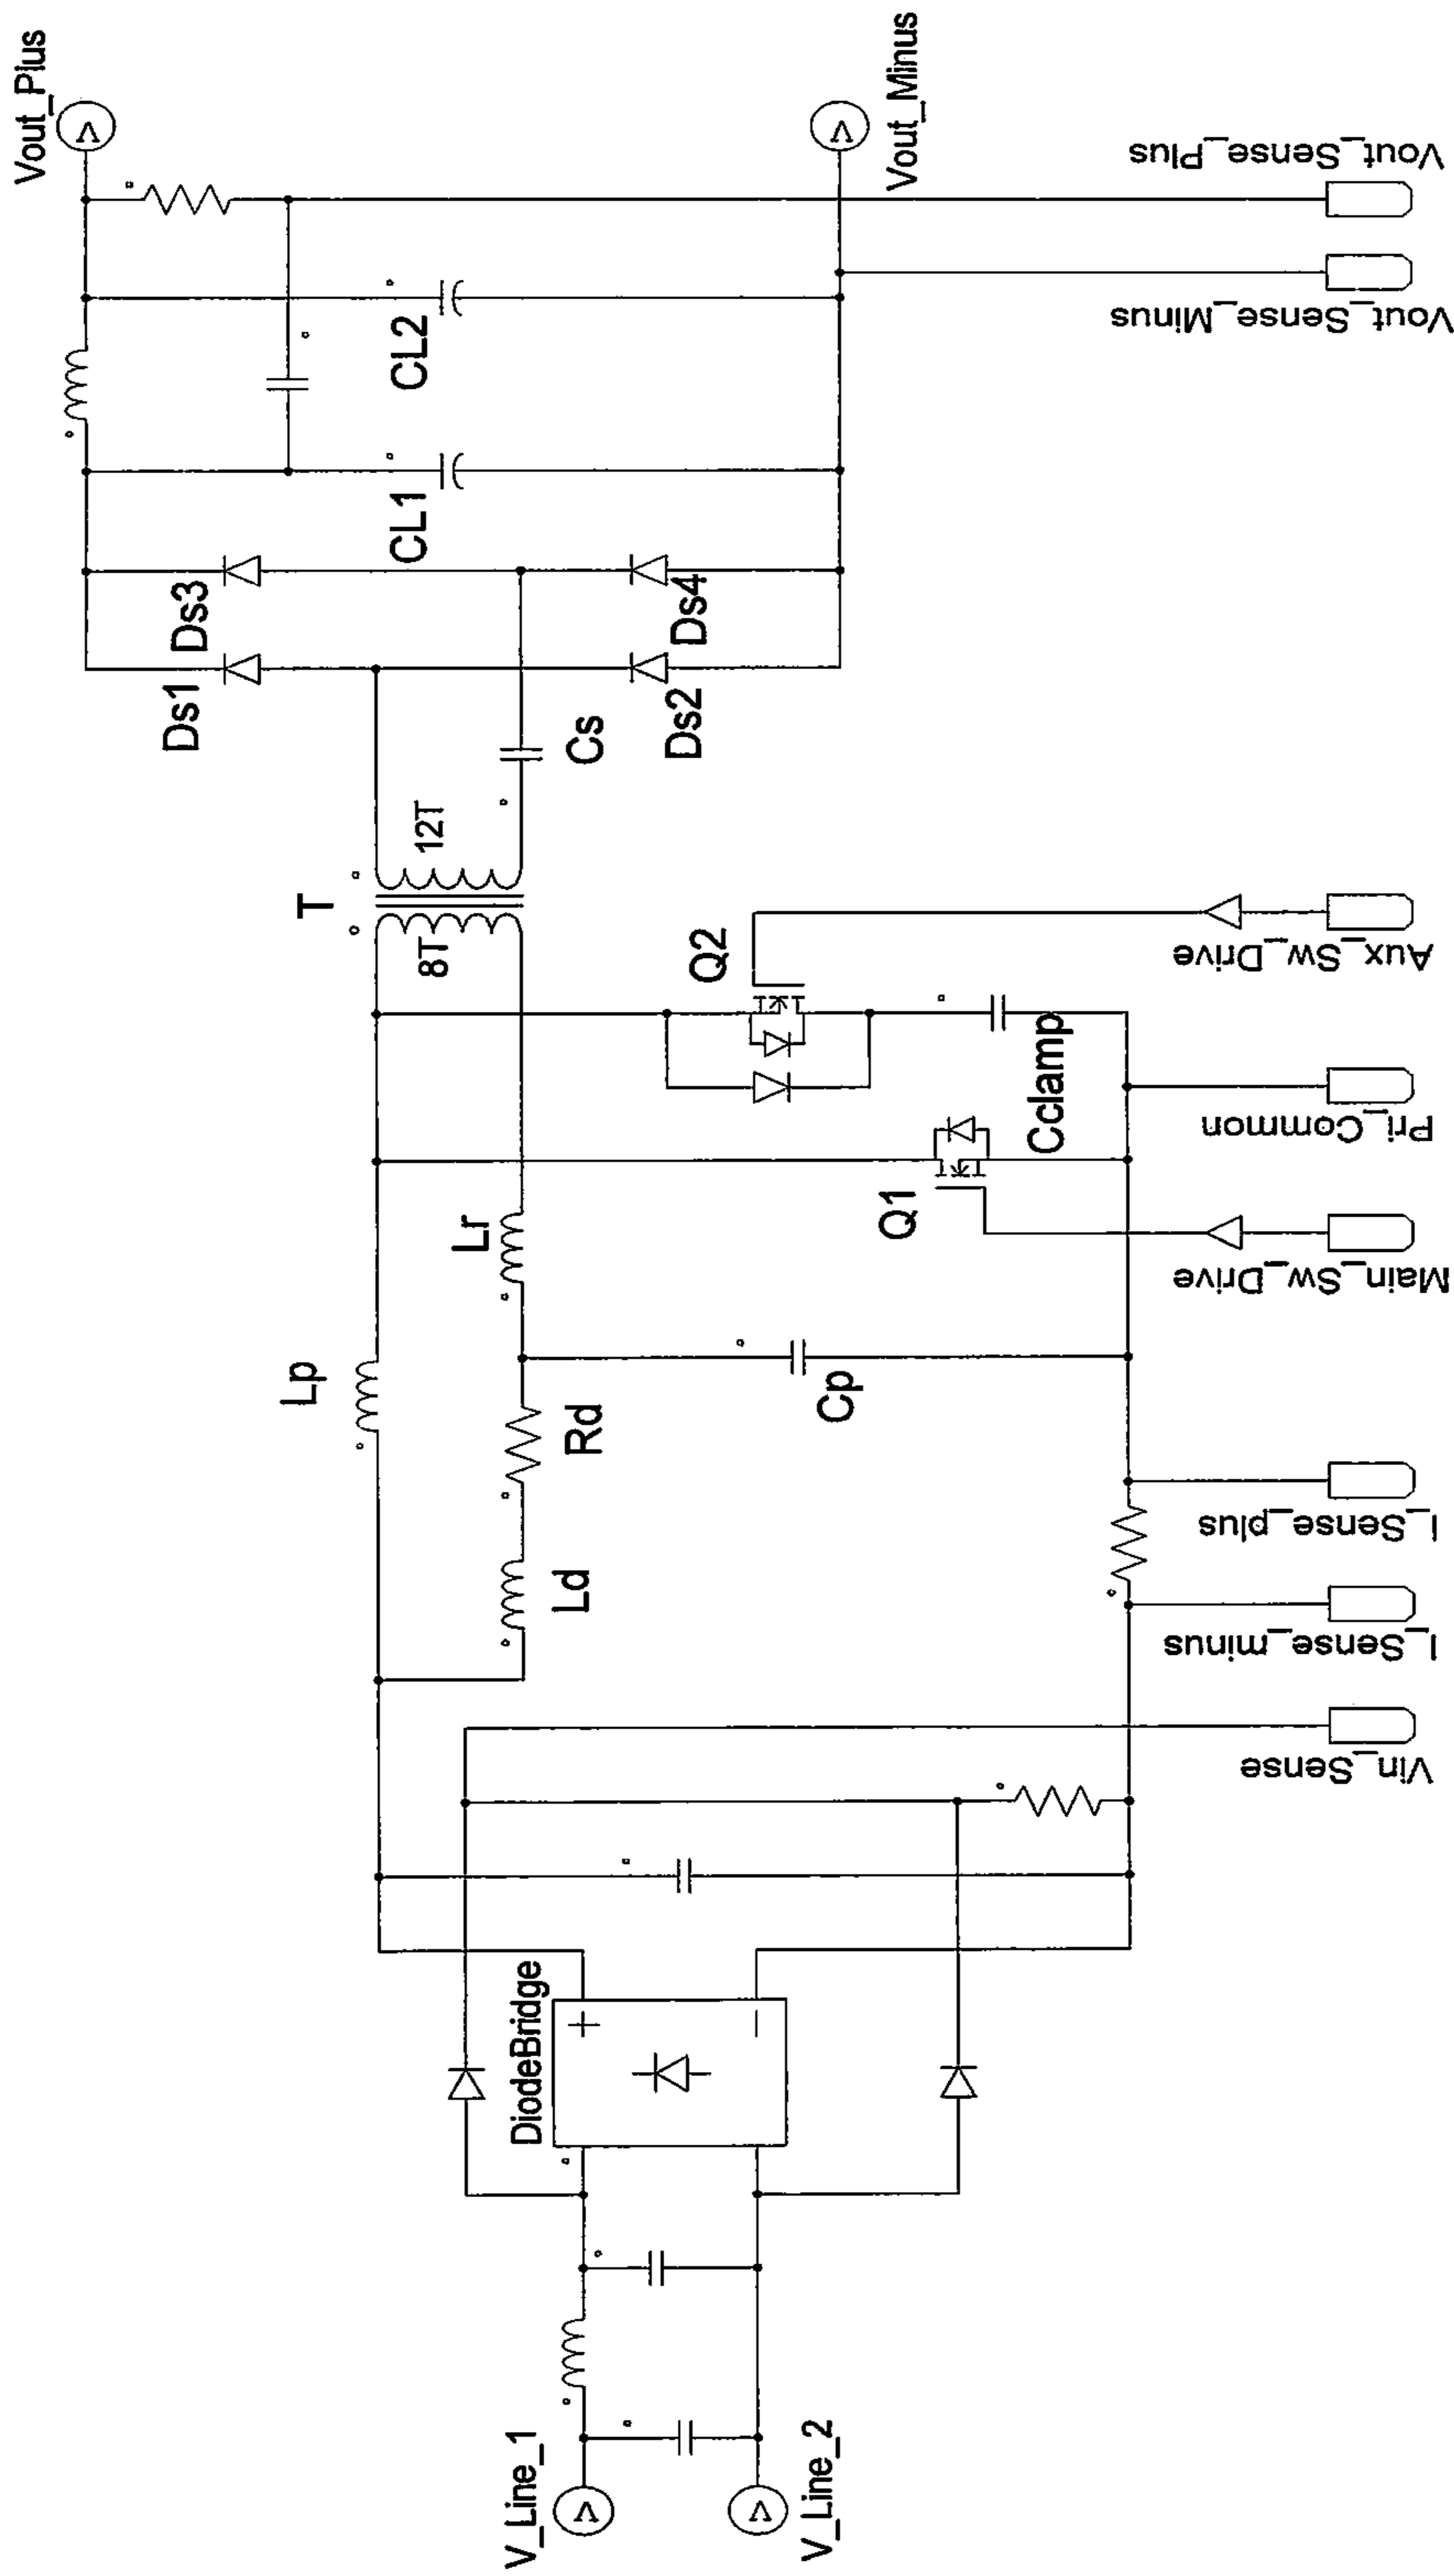 V_Line_1
V_Line_2
DiodeBridge
+
−
Vin_Sense
I_Sense_minus
I_Sense_plus
Ld
Rd
Lp
Cp
Lr
Main_Sw_Drive
Q1
Pri_Common
Cclamp
Q2
Aux_Sw_Drive
T
8T
12T
Cs
Ds1
Ds2
Ds3
Ds4
CL1
CL2
Vout_Sense_Minus
Vout_Sense_Plus
Vout_Plus
V
Vout_Minus
V
V
V